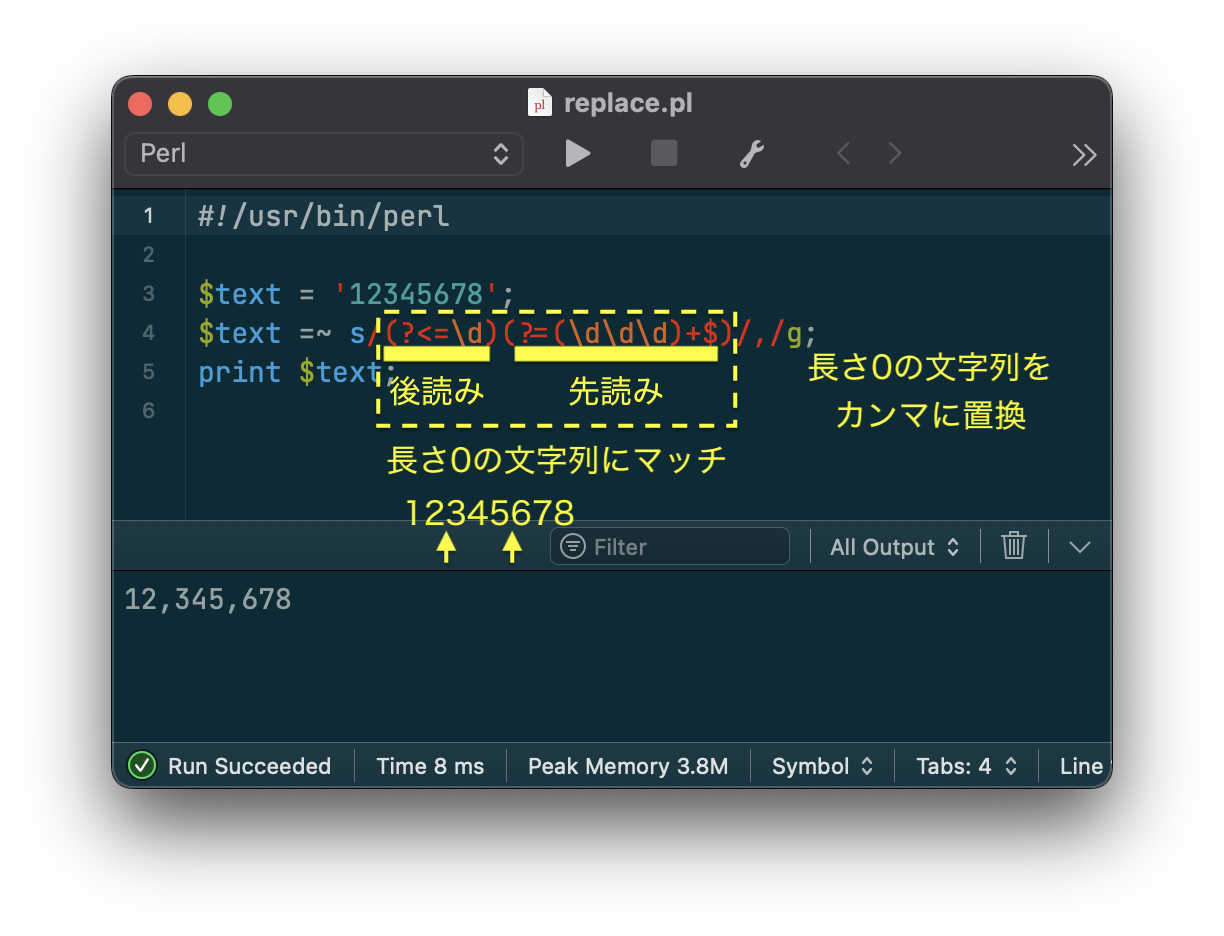 replace.pl
Perl
1 #!/usr/bin/perl
2
3 $text = '12345678';
4 $text =~ s/(?<=\d)(?=(\d\d\d)+$)/,/g;
5 print $text;
6
後読み 先読み
長さ0の文字列を
カンマに置換
長さ0の文字列にマッチ
12345678
Filter All Output
12,345,678
Run Succeeded Time 8 ms Peak Memory 3.8M Symbol Tabs: 4 Line